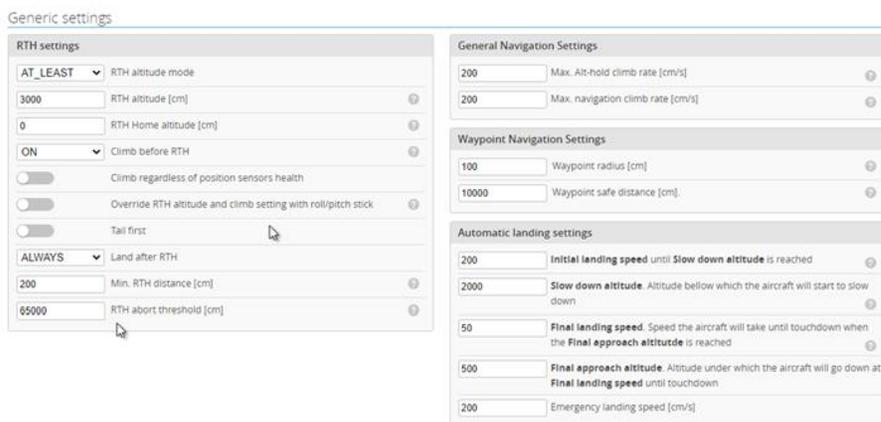 Generic settings
RTH settings
AT_LEAST RTH altitude mode
3000 RTH altitude [cm]
0 RTH Home altitude [cm]
ON Climb before RTH
Climb regardless of position sensors health
Override RTH altitude and climb setting with roll/pitch stick
Tail first
ALWAYS Land after RTH
200 Min. RTH distance [cm]
65000 RTH abort threshold [cm]
General Navigation Settings
200 Max. Alt-hold climb rate [cm/s]
200 Max. navigation climb rate [cm/s]
Waypoint Navigation Settings
100 Waypoint radius [cm]
10000 Waypoint safe distance [cm].
Automatic landing settings
200 Initial landing speed until Slow down altitude is reached
2000 Slow down altitude. Altitude bellow which the aircraft will start to slow
down
50 Final landing speed. Speed the aircraft will take until touchdown when
the Final approach altitutde is reached
500 Final approach altitude. Altitude under which the aircraft will go down at
Final landing speed until touchdown
200 Emergency landing speed [cm/s]